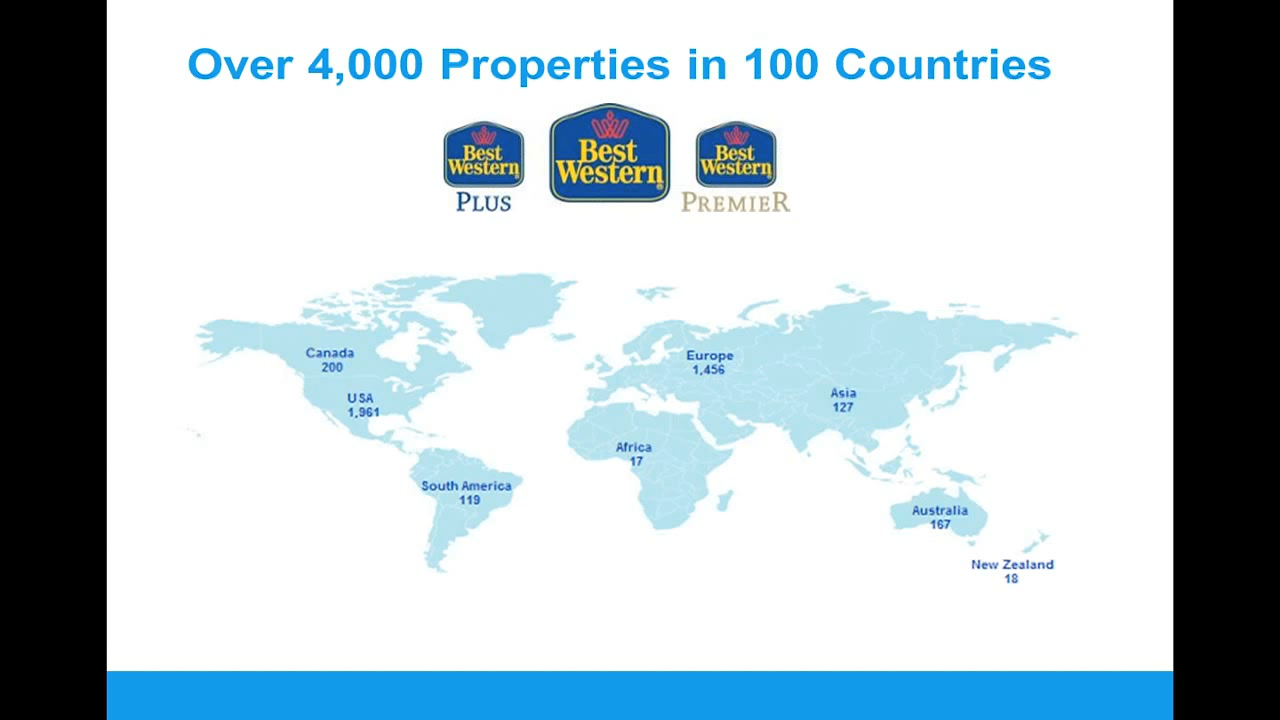 Over 4,000 Properties in 100 Countries
Best
Western
PLUS
Best
Western
Best
Western
PREMIER
Canada
200
USA
1,961
Europe
1,456
Asia
127
Africa
17
South America
119
Australia
167
New Zealand
18